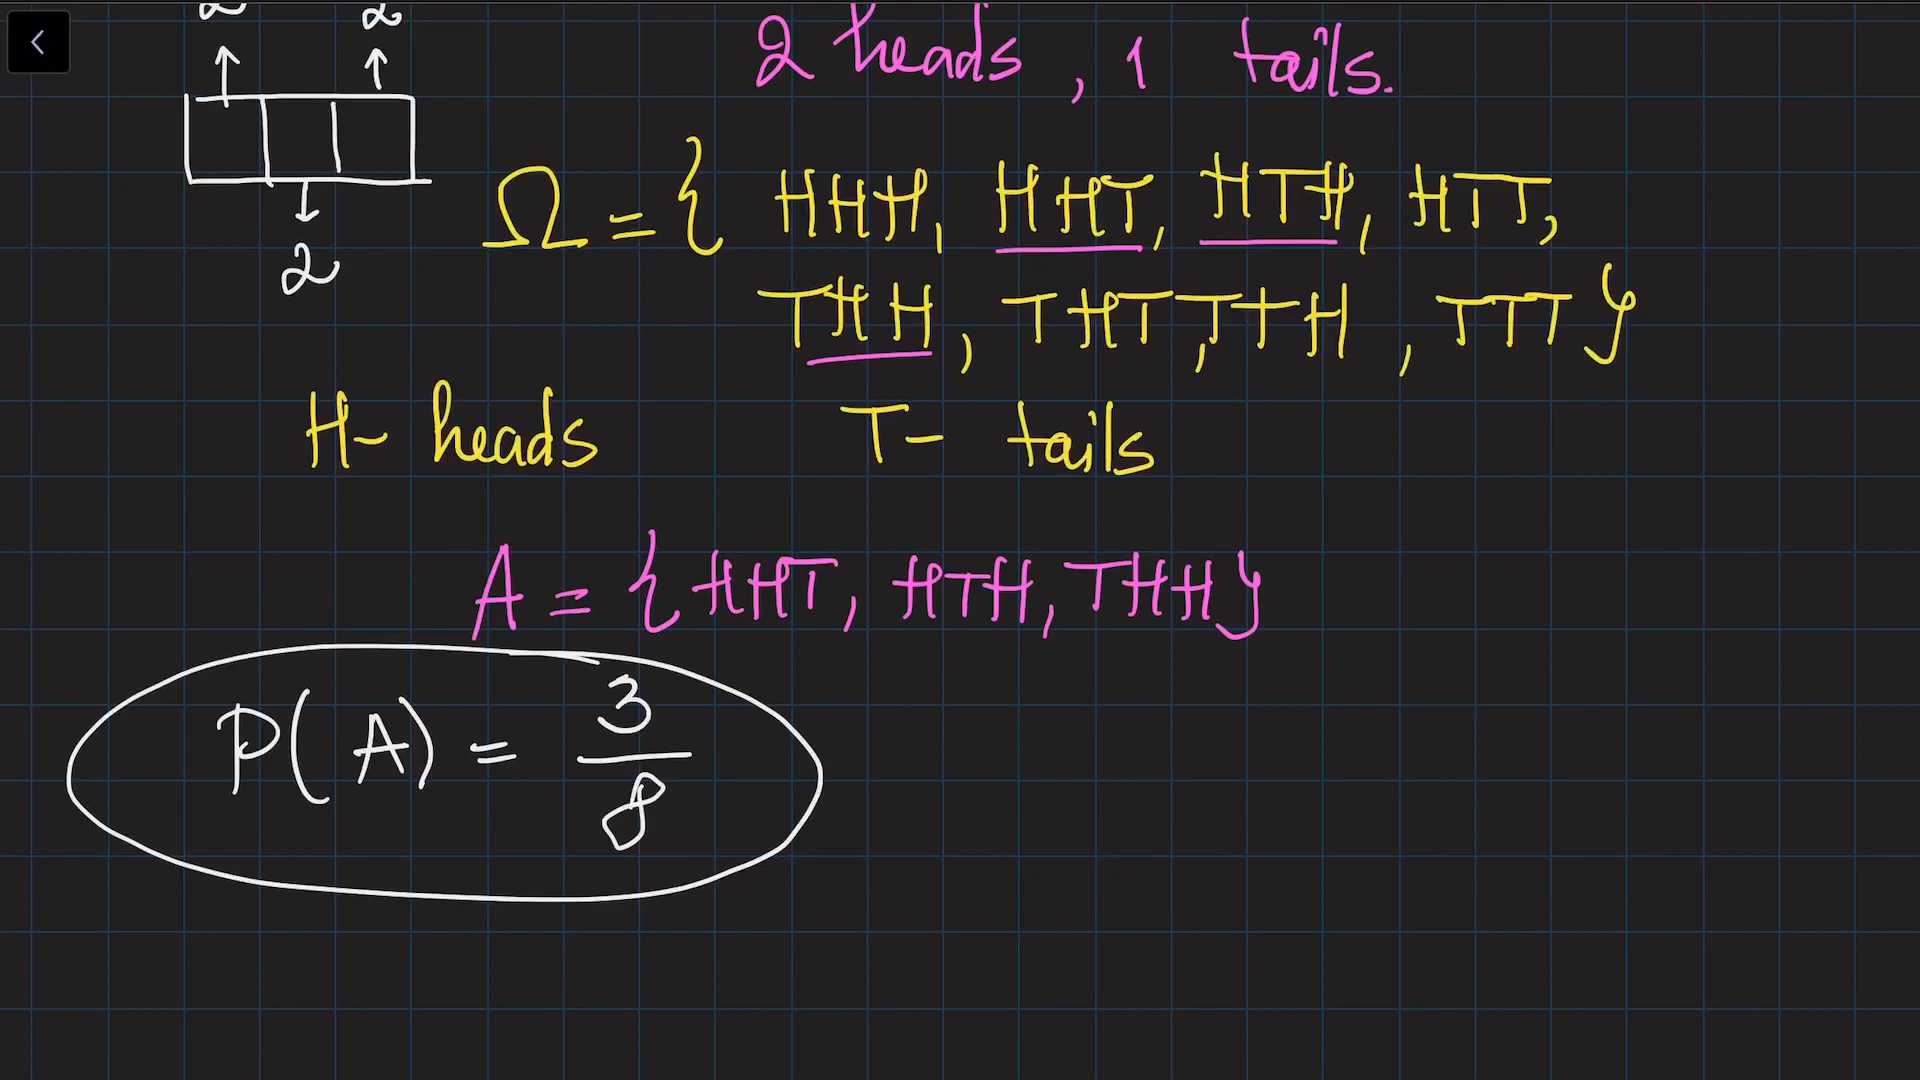 2 2
2 heads, 1 tails.
Ω = { HHH, HHT, HTH, HTT,
2
THH, THT, TTH, TTT }
H- heads T- tails
A = { HHT, HTH, THH }
P(A) = 3/8